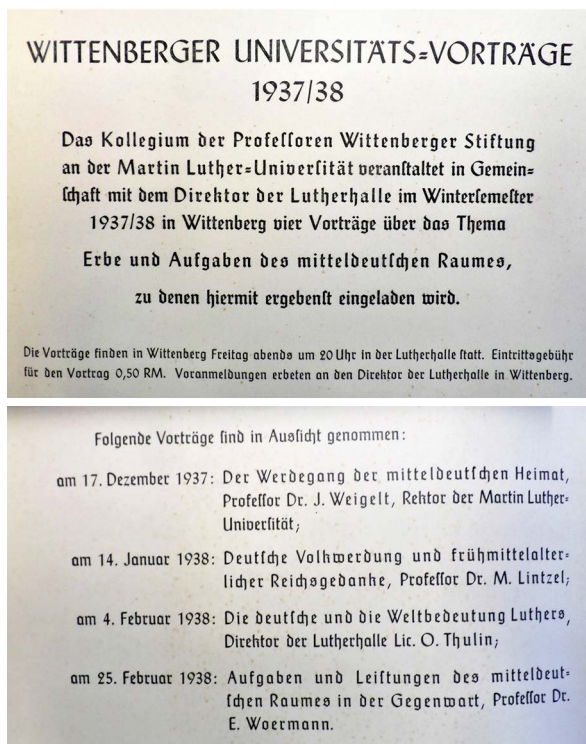 WITTENBERGER UNIVERSITÄTS=VORTRÄGE
1937/38
Das Kollegium der Profeſſoren Wittenberger Stiftung
an der Martin Luther=Univerſität veranſtaltet in Gemein=
ſchaft mit dem Direktor der Lutherhalle im Winterſemeſter
1937/38 in Wittenberg vier Vorträge über das Thema
Erbe und Aufgaben des mitteldeutſchen Raumes,
zu denen hiermit ergebenſt eingeladen wird.
Die Vorträge finden in Wittenberg Freitag abends um 20 Uhr in der Lutherhalle ſtatt. Eintrittsgebühr
für den Vortrag 0,50 RM. Voranmeldungen erbeten an den Direktor der Lutherhalle in Wittenberg.
Folgende Vorträge ſind in Ausſicht genommen:
am 17. Dezember 1937: Der Werdegang der mitteldeutſchen Heimat,
Profeſſor Dr. J. Weigelt, Rektor der Martin Luther=
Univerſität;
am 14. Januar 1938: Deutſche Volkwerdung und frühmittelalter=
licher Reichsgedanke, Profeſſor Dr. M. Lintzel;
am 4. Februar 1938: Die deutſche und die Weltbedeutung Luthers,
Direktor der Lutherhalle Lic. O. Thulin;
am 25. Februar 1938: Aufgaben und Leiſtungen des mitteldeut=
ſchen Raumes in der Gegenwart, Profeſſor Dr.
E. Woermann.